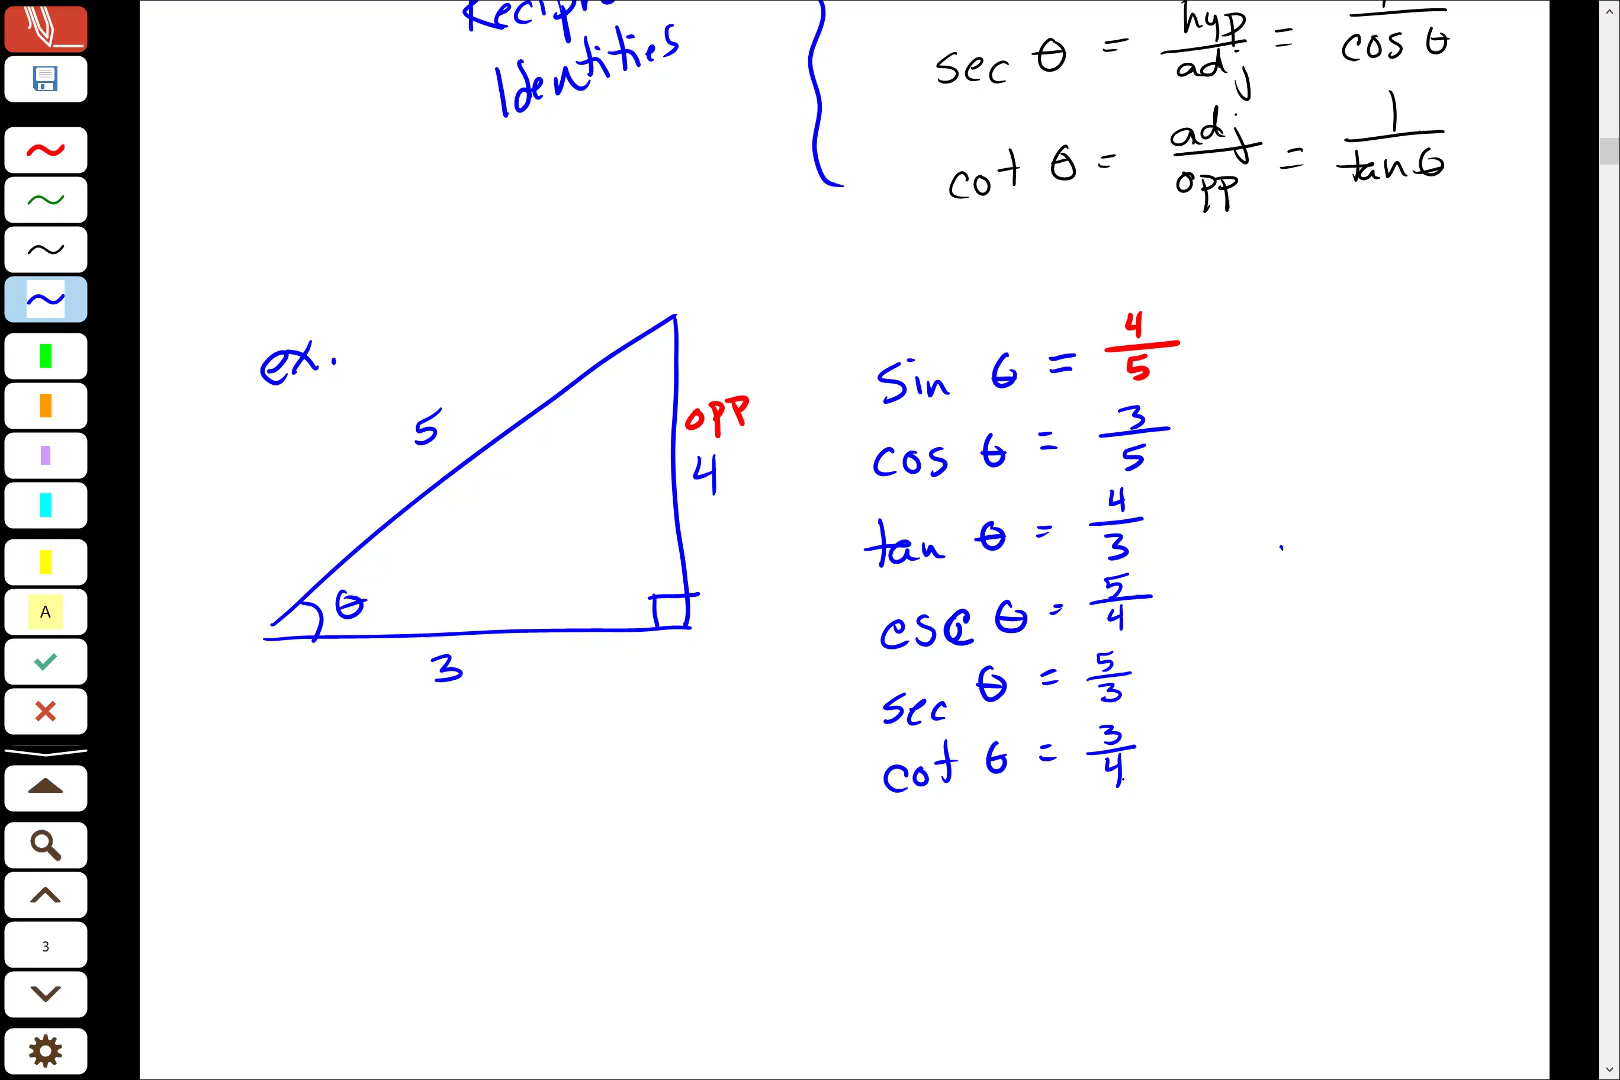 Identities
sec θ = hyp/adj = 1/cos θ
cot θ = adj/opp = 1/tan θ
ex.
5
opp
4
θ
3
sin θ = 4/5
cos θ = 3/5
tan θ = 4/3
csc θ = 5/4
sec θ = 5/3
cot θ = 3/4
A
3